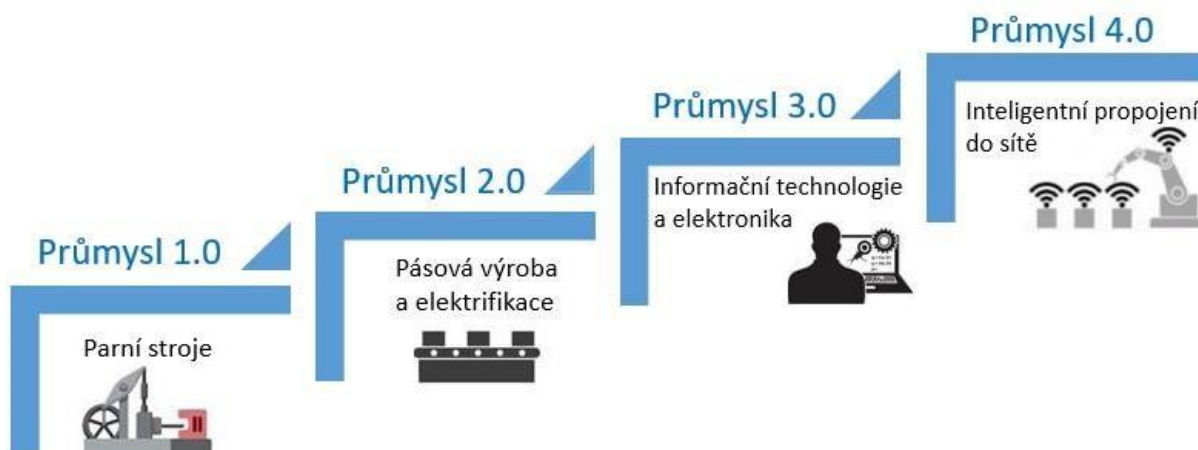 Průmysl 1.0
Parní stroje
Průmysl 2.0
Pásová výroba
a elektrifikace
Průmysl 3.0
Informační technologie
a elektronika
Průmysl 4.0
Inteligentní propojení
do sítě